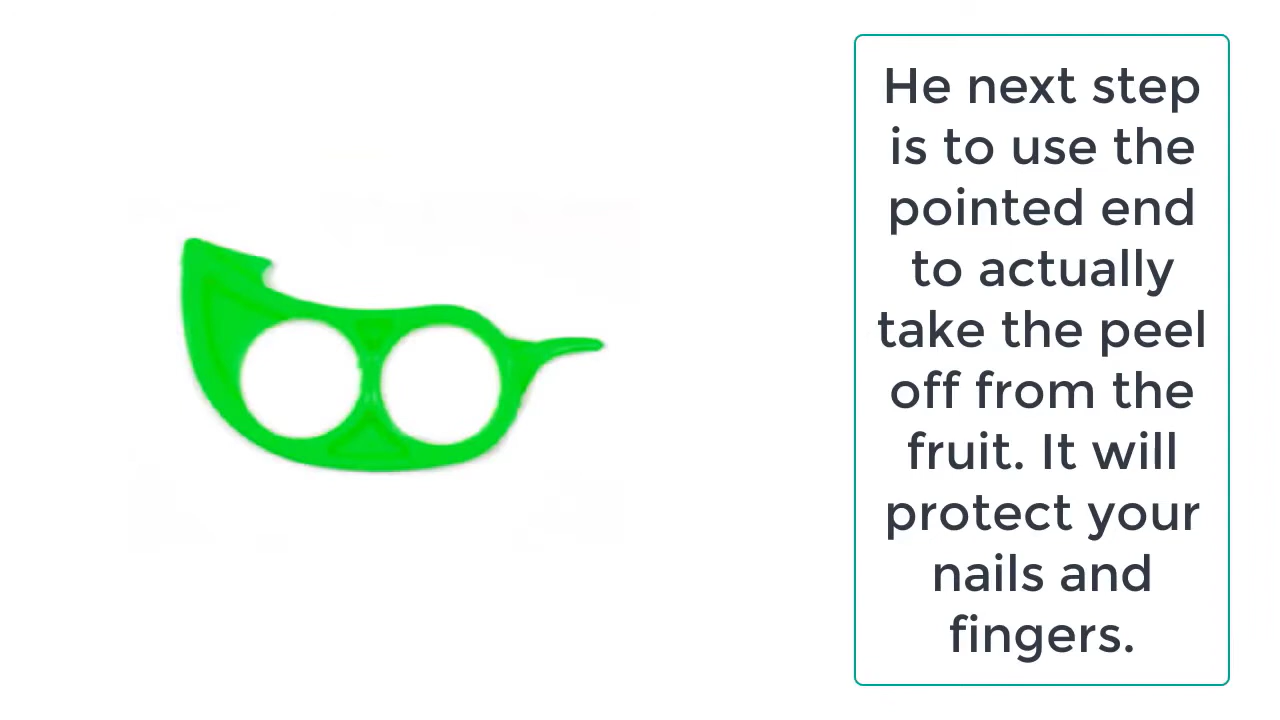 He next step
is to use the
pointed end
to actually
take the peel
off from the
fruit. It will
protect your
nails and
fingers.